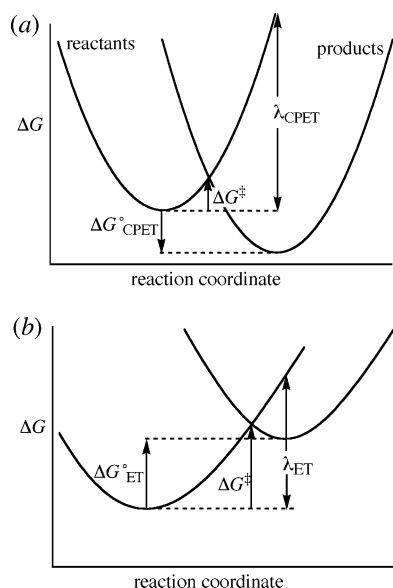 (a)
reactants
products
λCPET
ΔG
ΔG‡
ΔG°CPET
reaction coordinate
(b)
ΔG
ΔG°ET
ΔG‡
λET
reaction coordinate